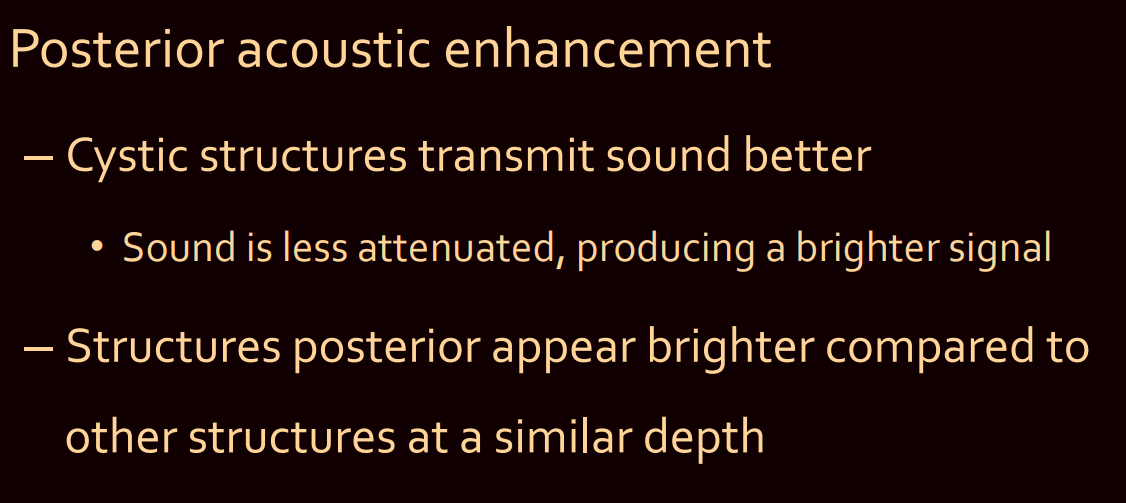 Posterior acoustic enhancement
– Cystic structures transmit sound better
• Sound is less attenuated, producing a brighter signal
– Structures posterior appear brighter compared to
other structures at a similar depth